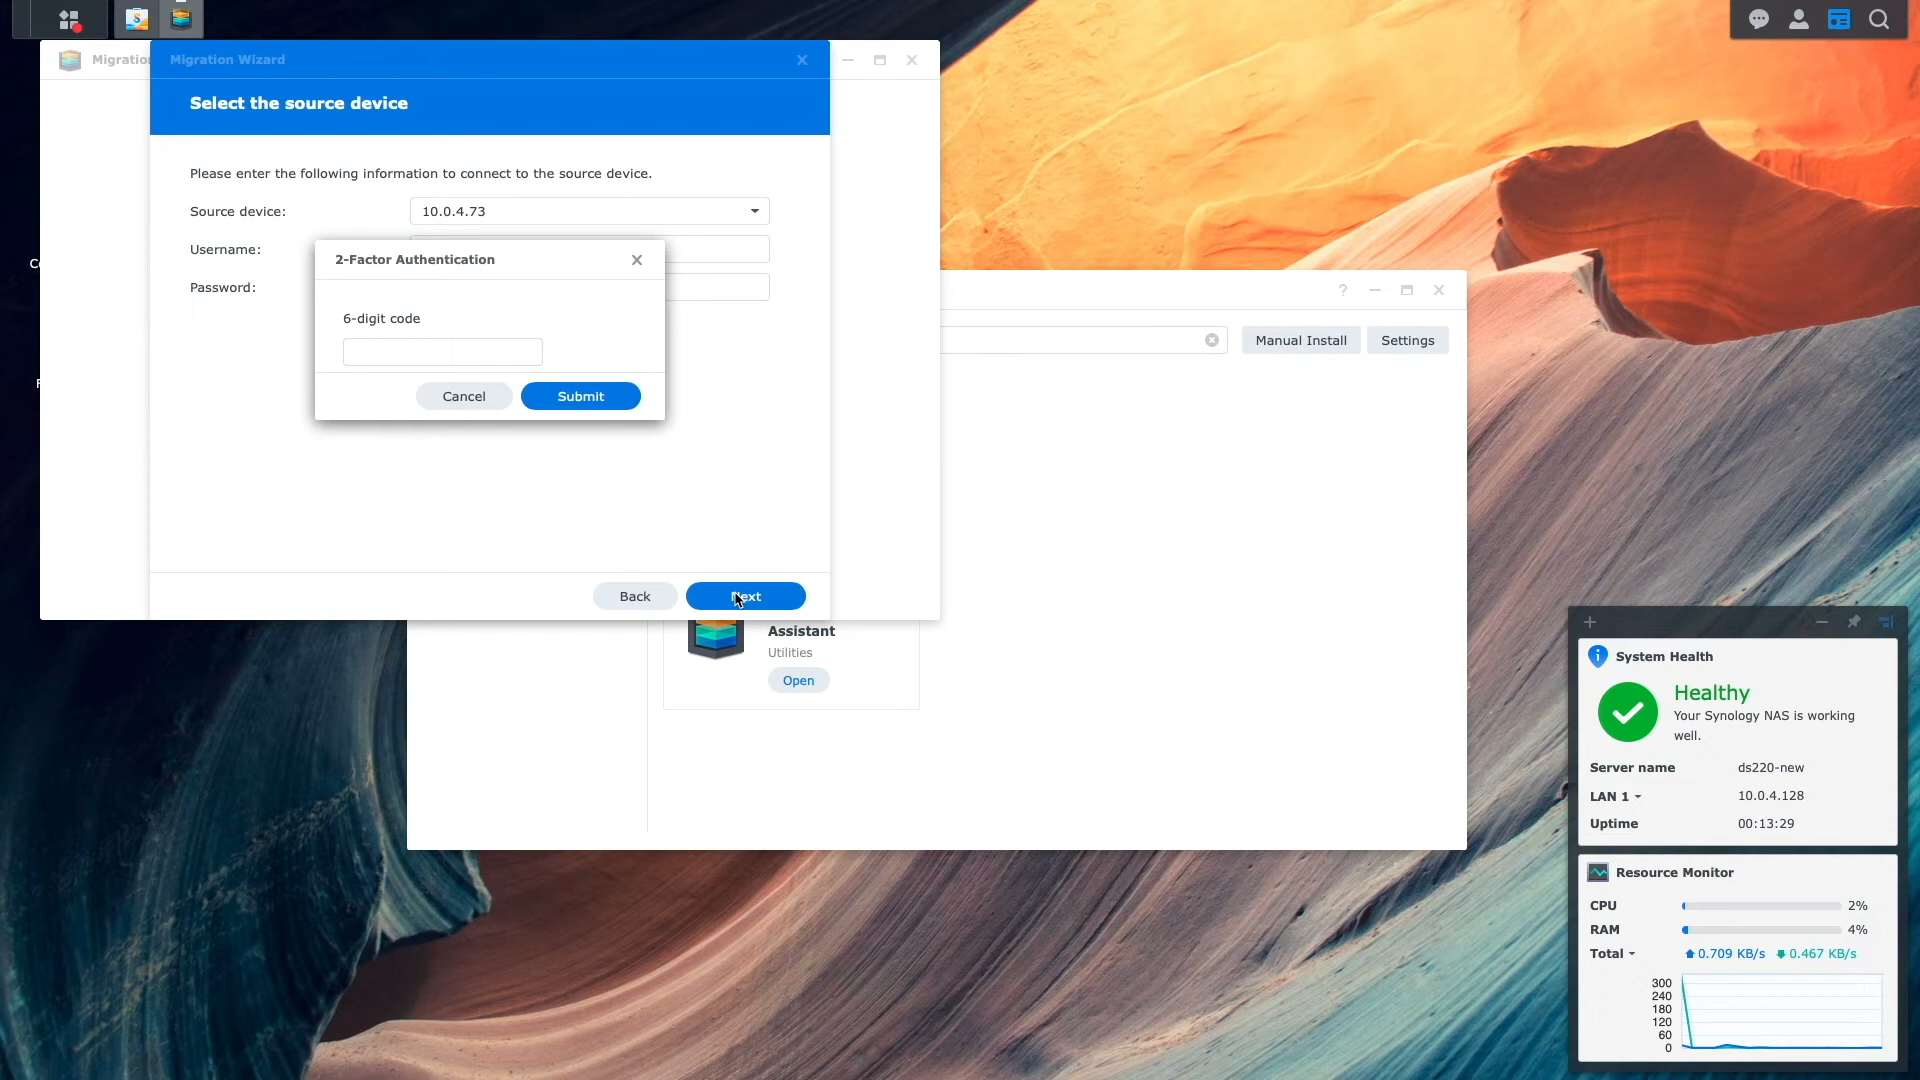 Migration Wizard
Select the source device
Please enter the following information to connect to the source device.
Source device:
10.0.4.73
Username:
2-Factor Authentication
Password:
6-digit code
Cancel
Submit
Manual Install
Settings
Back
Next
Assistant
Utilities
Open
System Health
Healthy
Your Synology NAS is working
well.
Server name
ds220-new
LAN 1
10.0.4.128
Uptime
00:13:29
Resource Monitor
CPU
2%
RAM
4%
Total
0.709 KB/s
0.467 KB/s
300
240
180
120
60
0